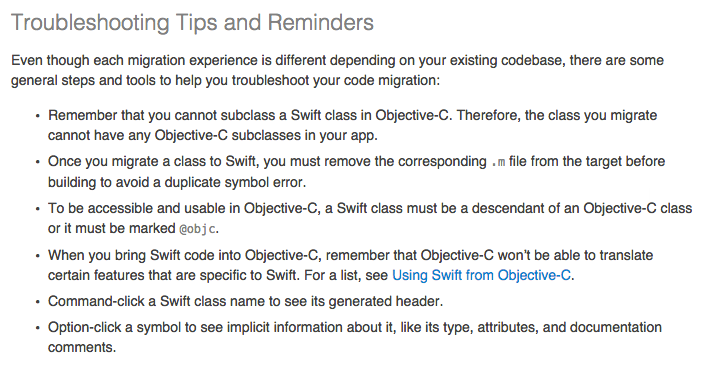 Troubleshooting Tips and Reminders
Even though each migration experience is different depending on your existing codebase, there are some
general steps and tools to help you troubleshoot your code migration:
• Remember that you cannot subclass a Swift class in Objective-C. Therefore, the class you migrate
cannot have any Objective-C subclasses in your app.
• Once you migrate a class to Swift, you must remove the corresponding .m file from the target before
building to avoid a duplicate symbol error.
• To be accessible and usable in Objective-C, a Swift class must be a descendant of an Objective-C class
or it must be marked @objc.
• When you bring Swift code into Objective-C, remember that Objective-C won't be able to translate
certain features that are specific to Swift. For a list, see Using Swift from Objective-C.
• Command-click a Swift class name to see its generated header.
• Option-click a symbol to see implicit information about it, like its type, attributes, and documentation
comments.